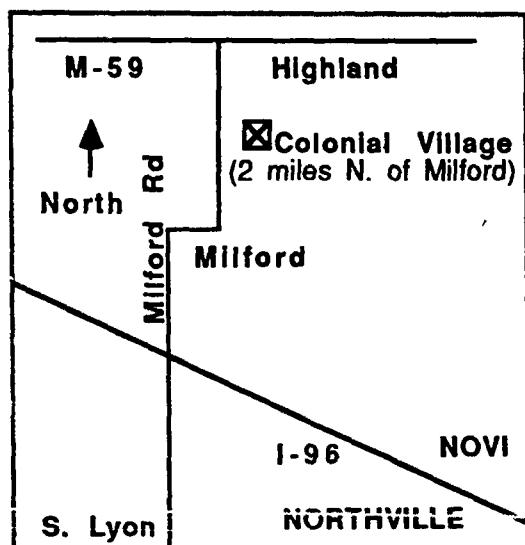 M-59 Highland
Colonial Village
(2 miles N. of Milford)
North
Milford Rd
Milford
I-96
NOVI
S. Lyon
NORTHVILLE